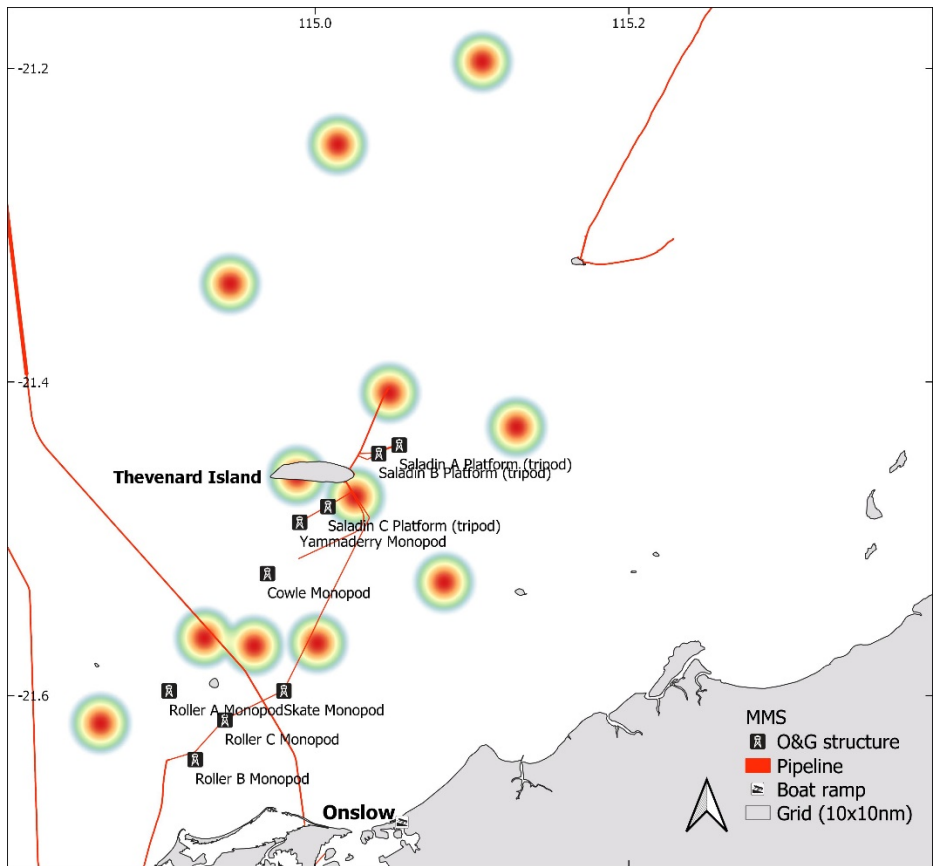 115.0
115.2
-21.2
-21.4
Saladin A Platform (tripod)
Saladin B Platform (tripod)
Thevenard Island
Saladin C Platform (tripod)
Yammaderry Monopod
Cowle Monopod
-21.6
Roller A Monopod
Skate Monopod
Roller C Monopod
Roller B Monopod
Onslow
MMS
O&G structure
Pipeline
Boat ramp
Grid (10x10nm)